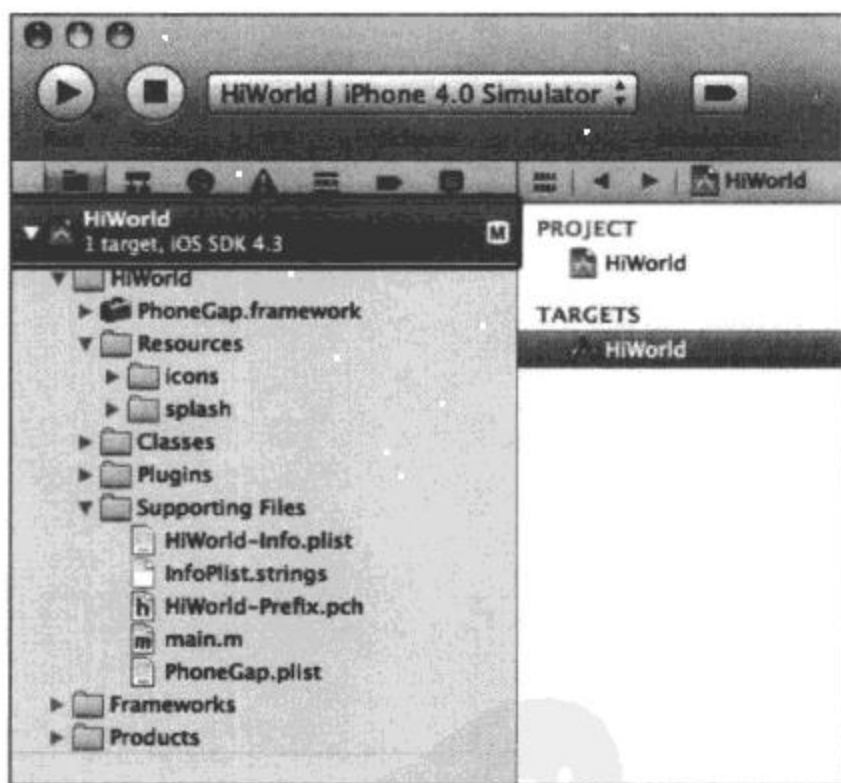 HiWorld | iPhone 4.0 Simulator
HiWorld
HiWorld
1 target, iOS SDK 4.3
M
PROJECT
HiWorld
HiWorld
PhoneGap.framework
TARGETS
Resources
HiWorld
icons
splash
Classes
Plugins
Supporting Files
HiWorld-Info.plist
InfoPlist.strings
h HiWorld-Prefix.pch
m main.m
PhoneGap.plist
Frameworks
Products